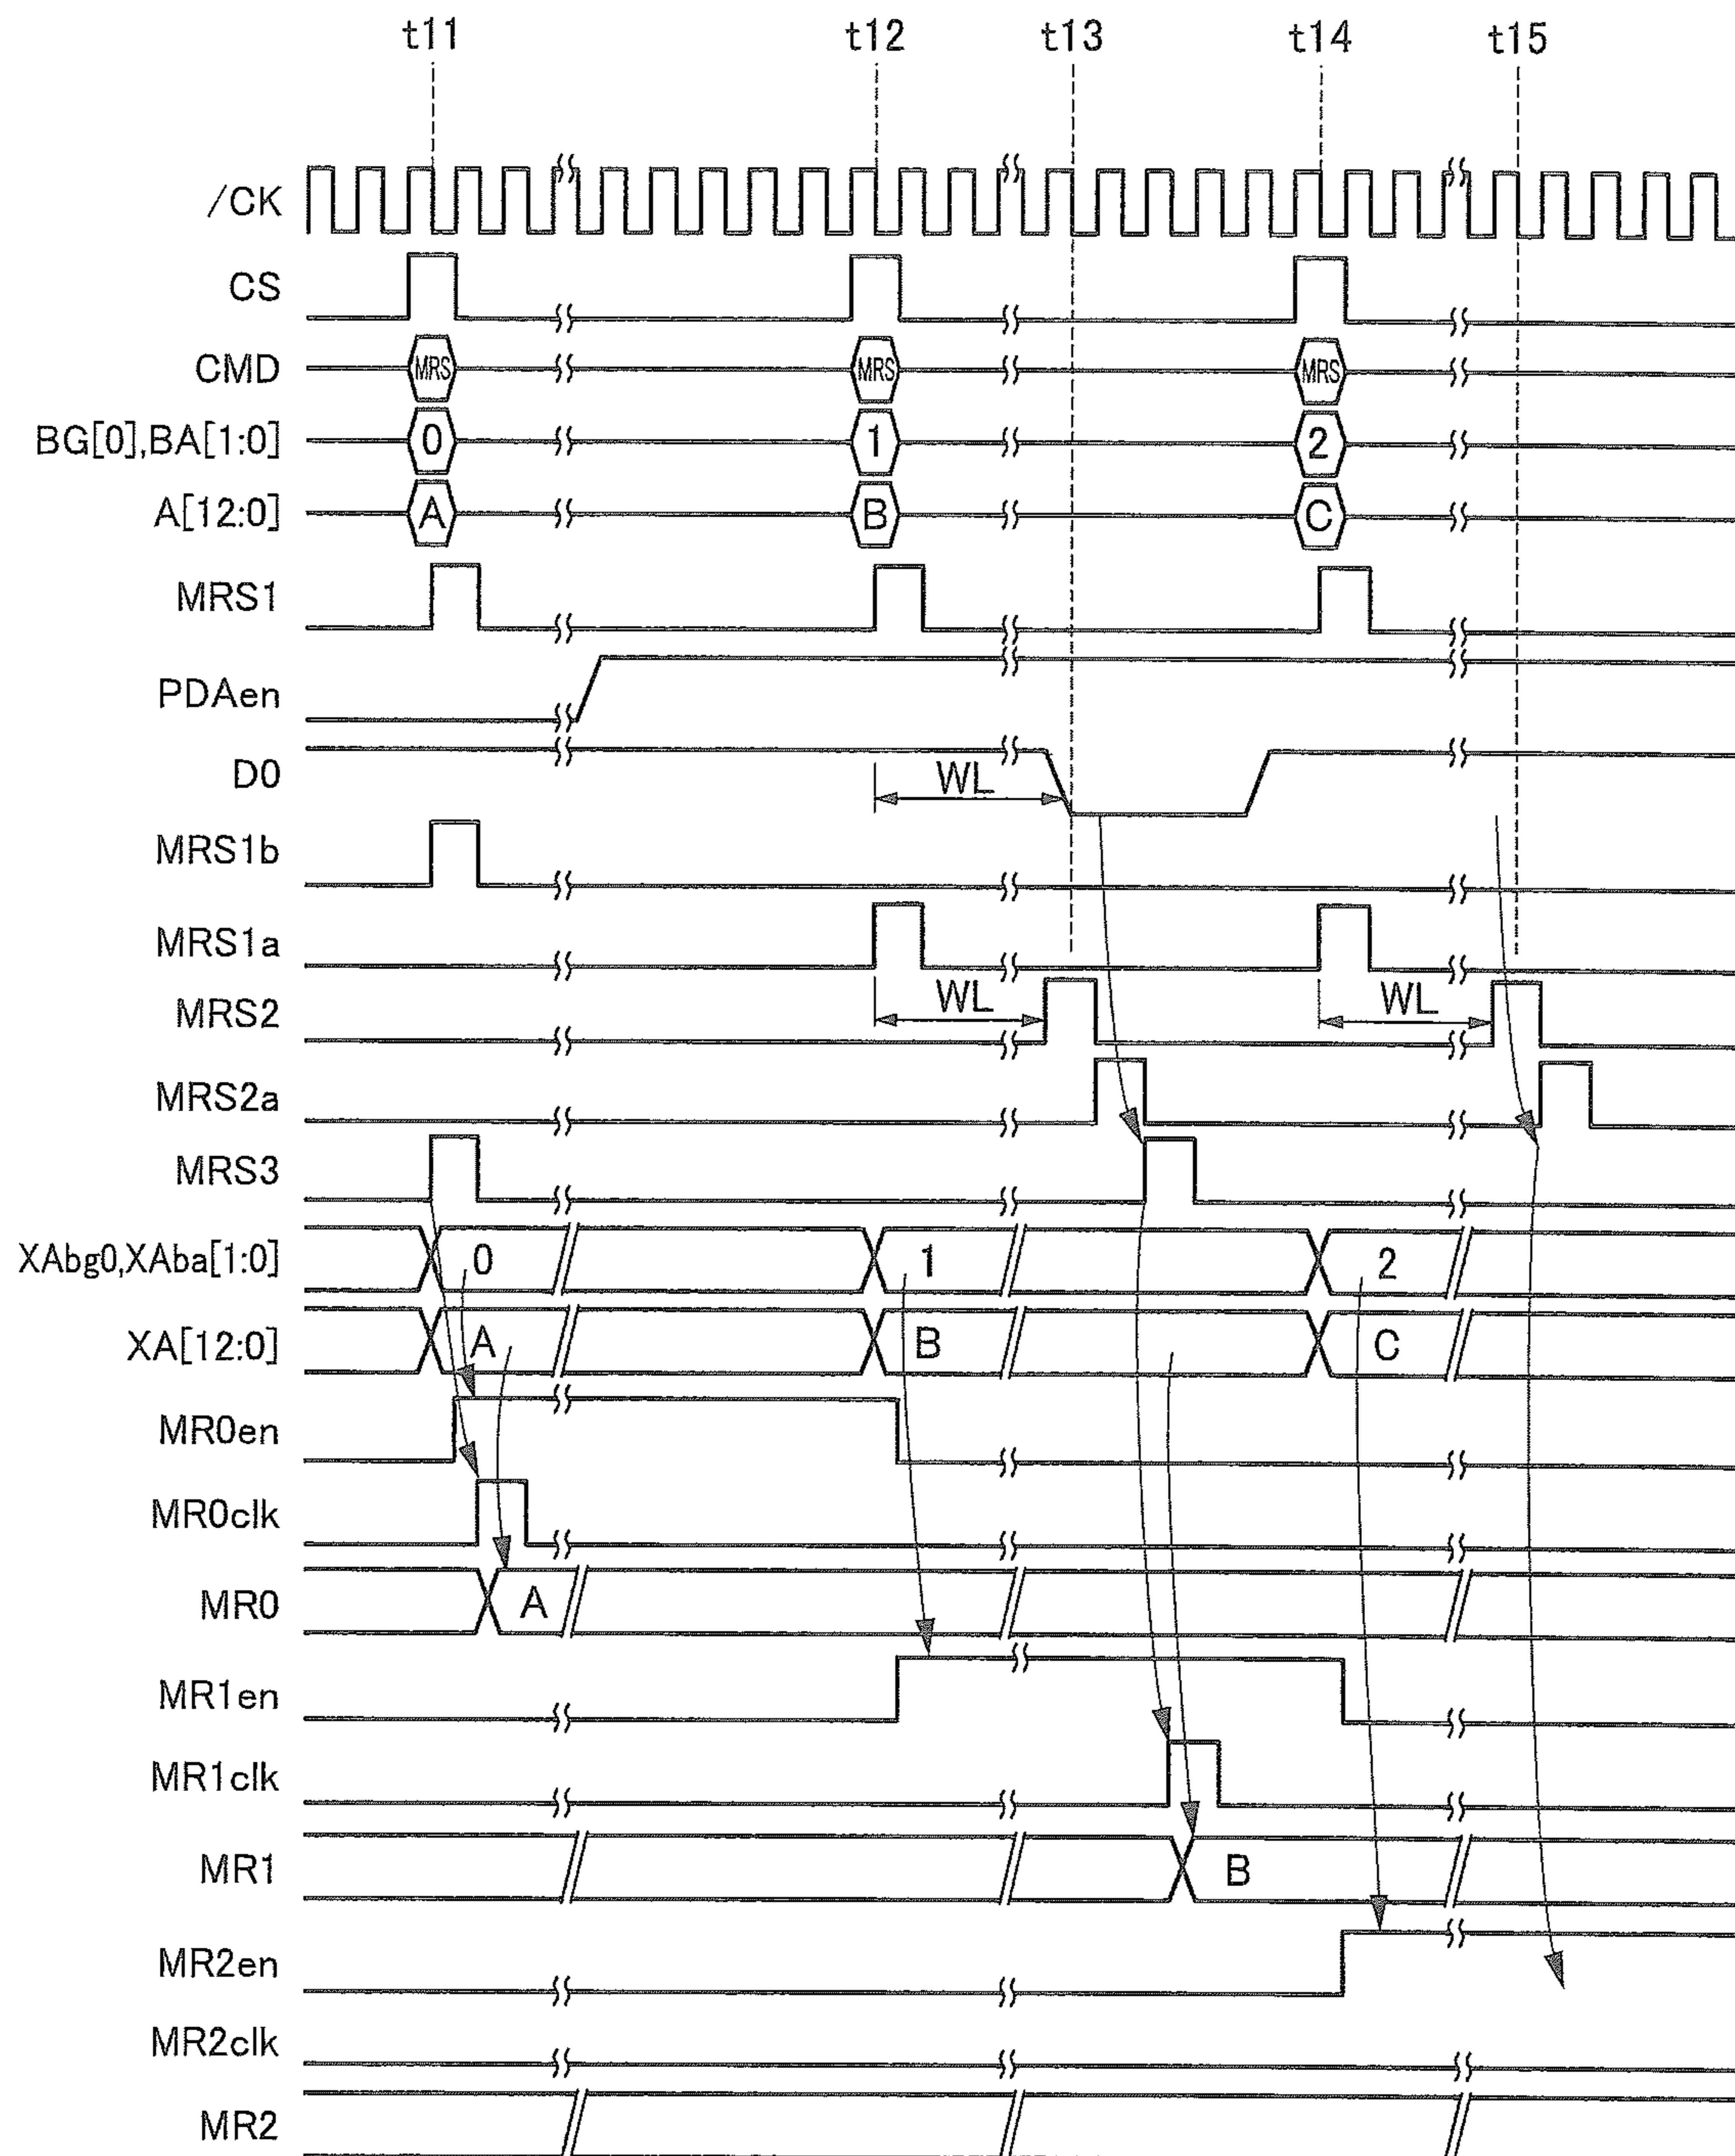 t11 t12 t13 t14 t15
/CK
CS
CMD MRS MRS MRS
BG[0],BA[1:0] 0 1 2
A[12:0] A B C
MRS1
PDAen
D0 WL
MRS1b
MRS1a
MRS2 WL WL
MRS2a
MRS3
XAbg0,XAba[1:0] 0 1 2
XA[12:0] A B C
MR0en
MR0clk
MR0 A
MR1en
MR1clk
MR1 B
MR2en
MR2clk
MR2